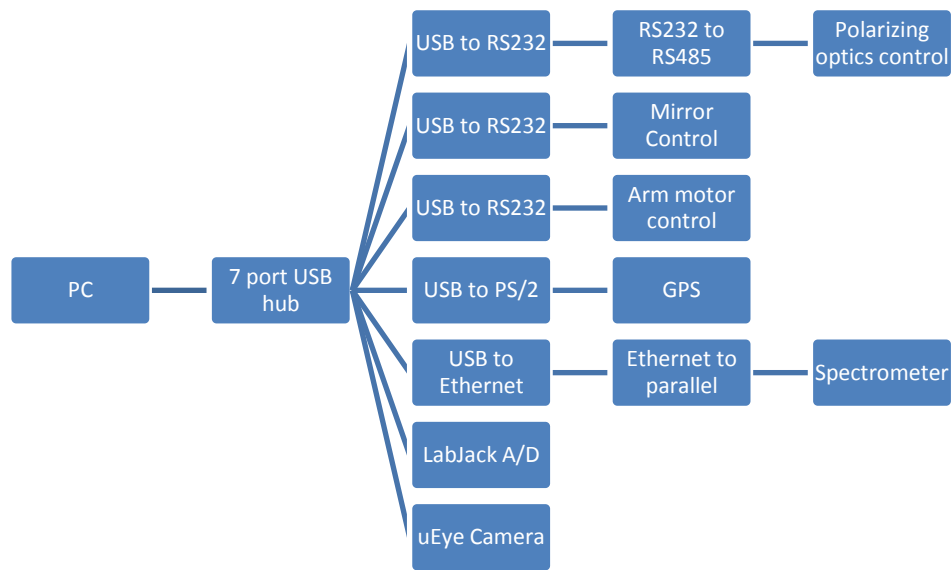 USB to RS232
RS232 to
RS485
Polarizing
optics control
USB to RS232
Mirror
Control
USB to RS232
Arm motor
control
PC
7 port USB
hub
USB to PS/2
GPS
USB to
Ethernet
Ethernet to
parallel
Spectrometer
LabJack A/D
uEye Camera